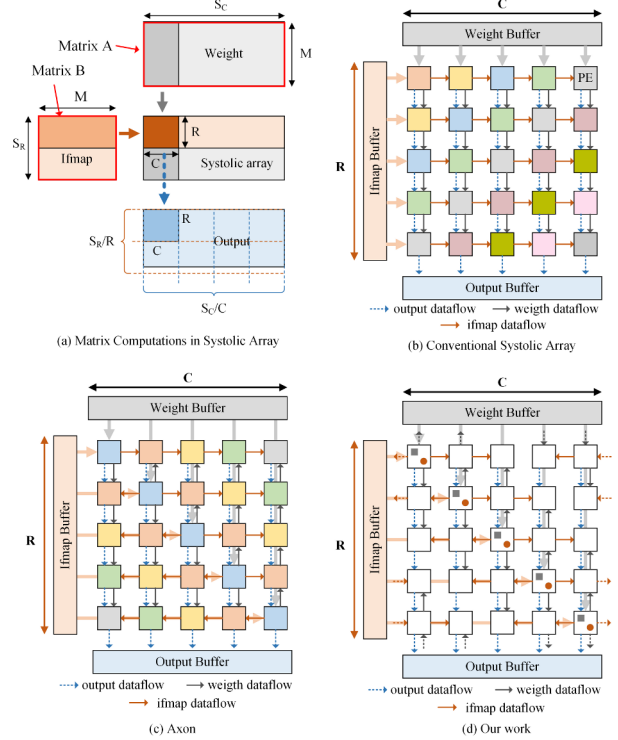 S_C
Matrix A
Weight
M
Matrix B
M
S_R
Ifmap
R
C
Systolic array
R
S_R/R
Output
C
S_C/C
(a) Matrix Computations in Systolic Array
C
Weight Buffer
PE
R
Ifmap Buffer
Output Buffer
output dataflow
weigth dataflow
ifmap dataflow
(b) Conventional Systolic Array
C
Weight Buffer
R
Ifmap Buffer
Output Buffer
output dataflow
weigth dataflow
ifmap dataflow
(c) Axon
C
Weight Buffer
R
Ifmap Buffer
Output Buffer
output dataflow
weigth dataflow
ifmap dataflow
(d) Our work